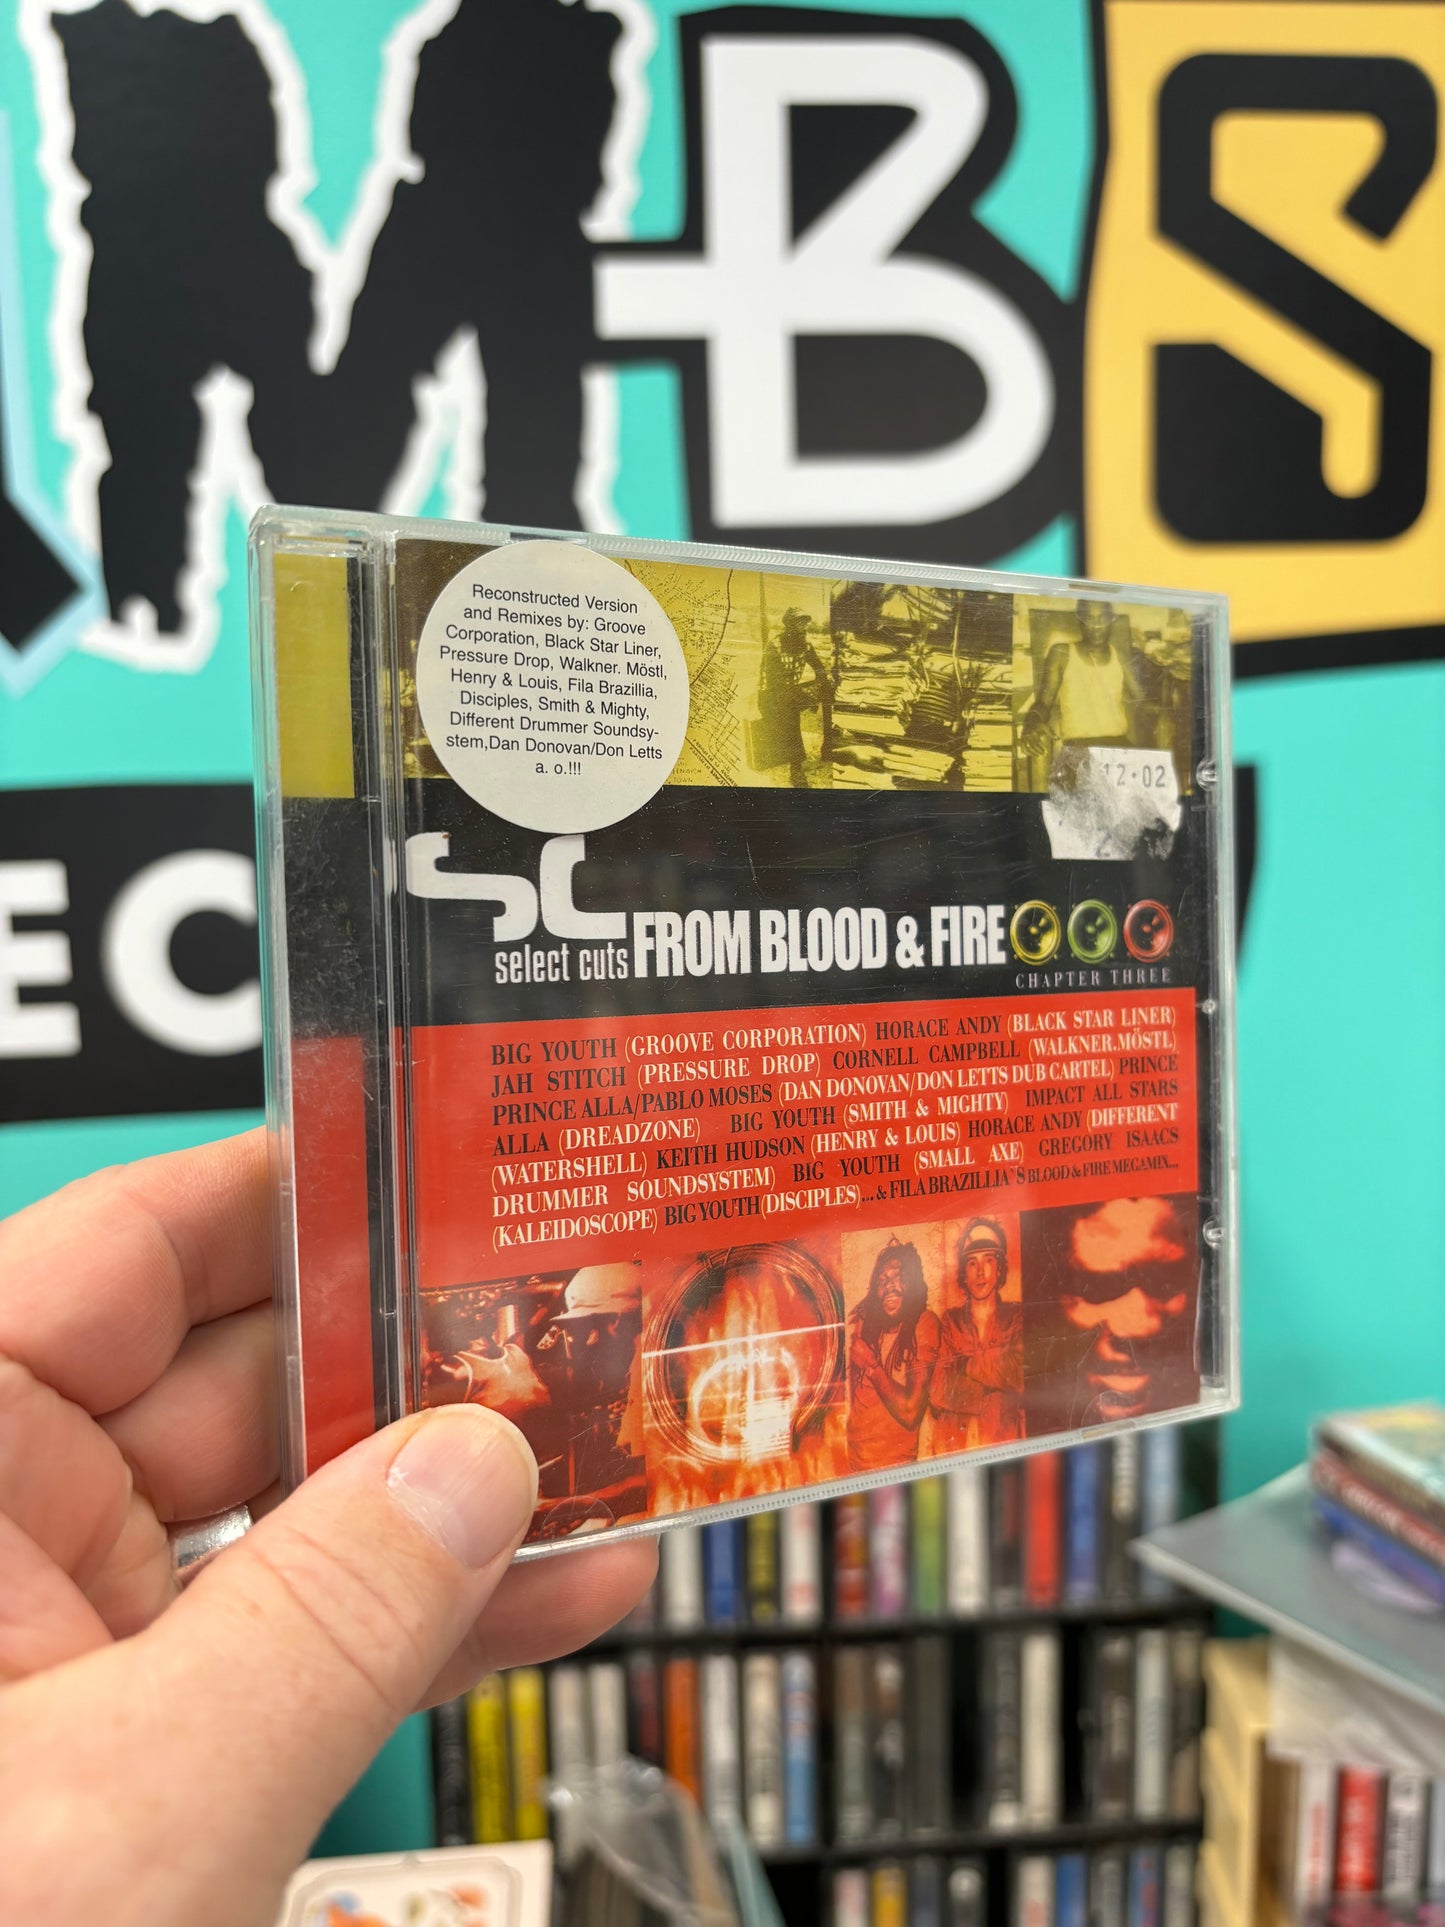 MBS
EC
Reconstructed Version
and Remixes by: Groove
Corporation, Black Star Liner,
Pressure Drop, Walkner. Möstl,
Henry & Louis, Fila Brazillia,
Disciples, Smith & Mighty,
Different Drummer Soundsy-
stem,Dan Donovan/Don Letts
a. o.!!!
12•02
sc
select cuts FROM BLOOD & FIRE
CHAPTER THREE
BIG YOUTH (GROOVE CORPORATION) HORACE ANDY (BLACK STAR LINER)
JAH STITCH (PRESSURE DROP) CORNELL CAMPBELL (WALKNER.MÖSTL)
PRINCE ALLA/PABLO MOSES (DAN DONOVAN/DON LETTS DUB CARTEL) PRINCE
ALLA (DREADZONE) BIG YOUTH (SMITH & MIGHTY) IMPACT ALL STARS
(WATERSHELL) KEITH HUDSON (HENRY & LOUIS) HORACE ANDY (DIFFERENT
DRUMMER SOUNDSYSTEM) BIG YOUTH (SMALL AXE) GREGORY ISAACS
(KALEIDOSCOPE) BIG YOUTH (DISCIPLES)...& FILA BRAZILLIA`S BLOOD & FIRE MEGAMIX...